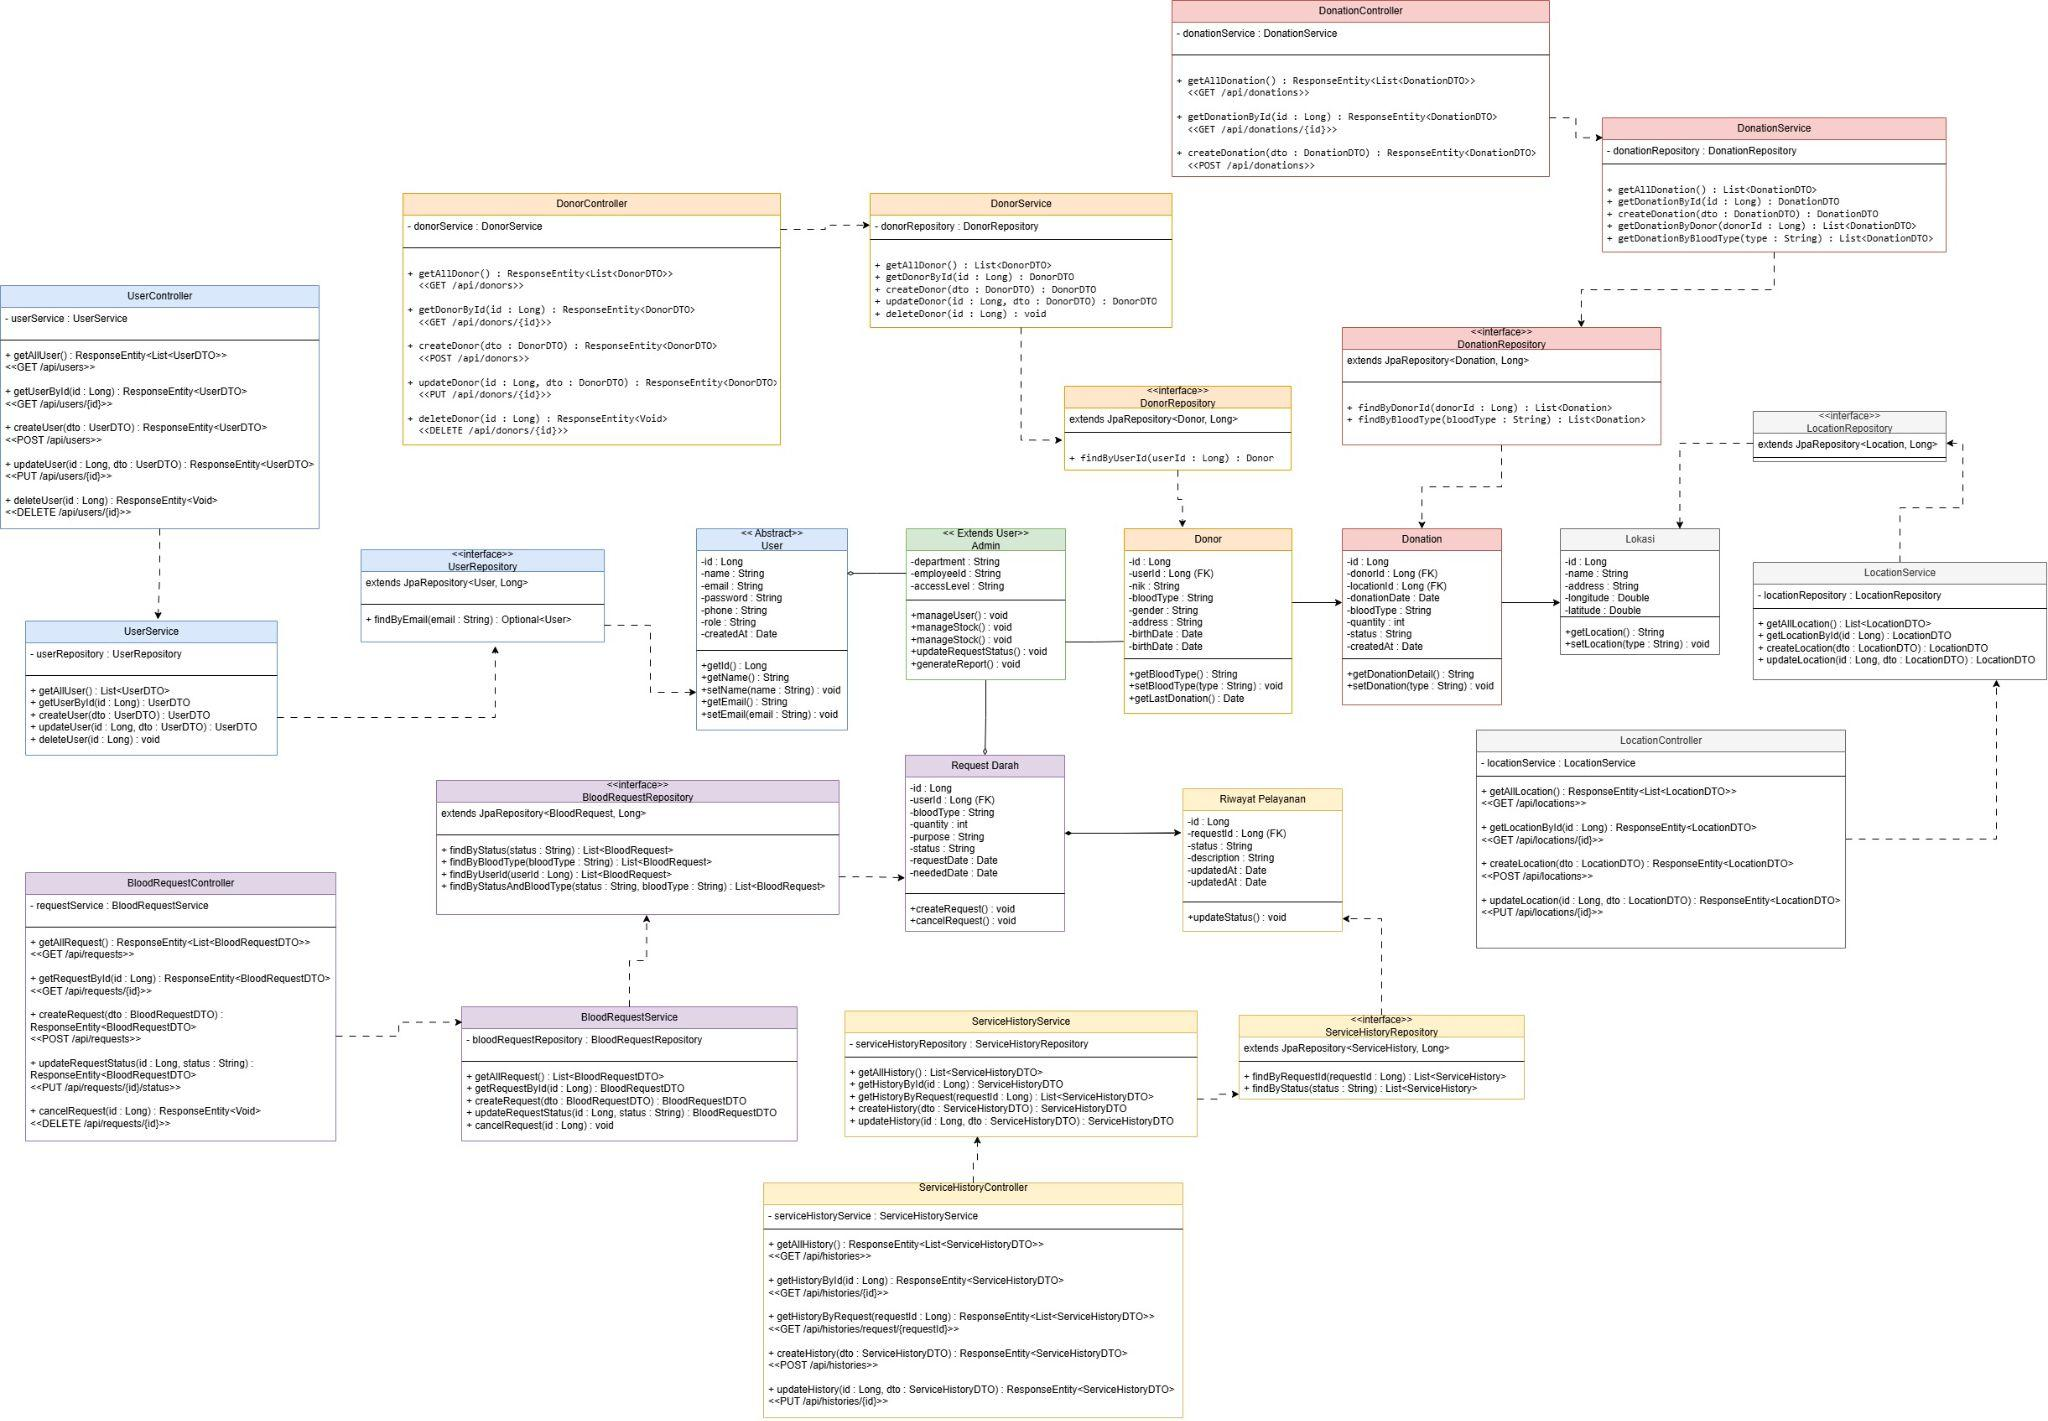 DonationController
- donationService : DonationService
+ getAllDonation() : ResponseEntity<List<DonationDTO>>
<<GET /api/donations>>
+ getDonationById(id : Long) : ResponseEntity<DonationDTO>
<<GET /api/donations/{id}>>
+ createDonation(dto : DonationDTO) : ResponseEntity<DonationDTO>
<<POST /api/donations>>
DonationService
- donationRepository : DonationRepository
+ getAllDonation() : List<DonationDTO>
+ getDonationById(id : Long) : DonationDTO
+ createDonation(dto : DonationDTO) : DonationDTO
+ getDonationByDonor(donorId : Long) : List<DonationDTO>
+ getDonationByBloodType(type : String) : List<DonationDTO>
DonorController
- donorService : DonorService
+ getAllDonor() : ResponseEntity<List<DonorDTO>>
<<GET /api/donors>>
+ getDonorById(id : Long) : ResponseEntity<DonorDTO>
<<GET /api/donors/{id}>>
+ createDonor(dto : DonorDTO) : ResponseEntity<DonorDTO>
<<POST /api/donors>>
+ updateDonor(id : Long, dto : DonorDTO) : ResponseEntity<DonorDTO>
<<PUT /api/donors/{id}>>
+ deleteDonor(id : Long) : ResponseEntity<Void>
<<DELETE /api/donors/{id}>>
DonorService
- donorRepository : DonorRepository
+ getAllDonor() : List<DonorDTO>
+ getDonorById(id : Long) : DonorDTO
+ createDonor(dto : DonorDTO) : DonorDTO
+ updateDonor(id : Long, dto : DonorDTO) : DonorDTO
+ deleteDonor(id : Long) : void
UserController
- userService : UserService
+ getAllUser() : ResponseEntity<List<UserDTO>>
<<GET /api/users>>
+ getUserById(id : Long) : ResponseEntity<UserDTO>
<<GET /api/users/{id}>>
+ createUser(dto : UserDTO) : ResponseEntity<UserDTO>
<<POST /api/users>>
+ updateUser(id : Long, dto : UserDTO) : ResponseEntity<UserDTO>
<<PUT /api/users/{id}>>
+ deleteUser(id : Long) : ResponseEntity<Void>
<<DELETE /api/users/{id}>>
<<interface>>
DonationRepository
extends JpaRepository<Donation, Long>
+ findByDonorId(donorId : Long) : List<Donation>
+ findByBloodType(bloodType : String) : List<Donation>
<<interface>>
DonorRepository
extends JpaRepository<Donor, Long>
+ findByUserId(userId : Long) : Donor
<<interface>>
LocationRepository
extends JpaRepository<Location, Long>
<<interface>>
UserRepository
extends JpaRepository<User, Long>
+ findByEmail(email : String) : Optional<User>
<< Abstract>>
User
-id : Long
-name : String
-email : String
-password : String
-phone : String
-role : String
-createdAt : Date
+getId() : Long
+getName() : String
+setName(name : String) : void
+getEmail() : String
+setEmail(email : String) : void
<< Extends User>>
Admin
-department : String
-employeeId : String
-accessLevel : String
+manageUser() : void
+manageStock() : void
+manageStock() : void
+updateRequestStatus() : void
+generateReport() : void
Donor
-id : Long
-userId : Long (FK)
-nik : String
-bloodType : String
-gender : String
-address : String
-birthDate : Date
-birthDate : Date
+getBloodType() : String
+setBloodType(type : String) : void
+getLastDonation() : Date
Donation
-id : Long
-donorId : Long (FK)
-locationId : Long (FK)
-donationDate : Date
-bloodType : String
-quantity : int
-status : String
-createdAt : Date
+getDonationDetail() : String
+setDonation(type : String) : void
Lokasi
-id : Long
-name : String
-address : String
-longitude : Double
-latitude : Double
+getLocation() : String
+setLocation(type : String) : void
LocationService
- locationRepository : LocationRepository
+ getAllLocation() : List<LocationDTO>
+ getLocationById(id : Long) : LocationDTO
+ createLocation(dto : LocationDTO) : LocationDTO
+ updateLocation(id : Long, dto : LocationDTO) : LocationDTO
UserService
- userRepository : UserRepository
+ getAllUser() : List<UserDTO>
+ getUserById(id : Long) : UserDTO
+ createUser(dto : UserDTO) : UserDTO
+ updateUser(id : Long, dto : UserDTO) : UserDTO
+ deleteUser(id : Long) : void
LocationController
- locationService : LocationService
+ getAllLocation() : ResponseEntity<List<LocationDTO>>
<<GET /api/locations>>
+ getLocationById(id : Long) : ResponseEntity<LocationDTO>
<<GET /api/locations/{id}>>
+ createLocation(dto : LocationDTO) : ResponseEntity<LocationDTO>
<<POST /api/locations>>
+ updateLocation(id : Long, dto : LocationDTO) : ResponseEntity<LocationDTO>
<<PUT /api/locations/{id}>>
<<interface>>
BloodRequestRepository
extends JpaRepository<BloodRequest, Long>
+ findByStatus(status : String) : List<BloodRequest>
+ findByBloodType(bloodType : String) : List<BloodRequest>
+ findByUserId(userId : Long) : List<BloodRequest>
+ findByStatusAndBloodType(status : String, bloodType : String) : List<BloodRequest>
Request Darah
-id : Long
-userId : Long (FK)
-bloodType : String
-quantity : int
-purpose : String
-status : String
-requestDate : Date
-neededDate : Date
+createRequest() : void
+cancelRequest() : void
Riwayat Pelayanan
-id : Long
-requestId : Long (FK)
-status : String
-description : String
-updatedAt : Date
-updatedAt : Date
+updateStatus() : void
BloodRequestController
- requestService : BloodRequestService
+ getAllRequest() : ResponseEntity<List<BloodRequestDTO>>
<<GET /api/requests>>
+ getRequestById(id : Long) : ResponseEntity<BloodRequestDTO>
<<GET /api/requests/{id}>>
+ createRequest(dto : BloodRequestDTO) :
ResponseEntity<BloodRequestDTO>
<<POST /api/requests>>
+ updateRequestStatus(id : Long, status : String) :
ResponseEntity<BloodRequestDTO>
<<PUT /api/requests/{id}/status>>
+ cancelRequest(id : Long) : ResponseEntity<Void>
<<DELETE /api/requests/{id}>>
BloodRequestService
- bloodRequestRepository : BloodRequestRepository
+ getAllRequest() : List<BloodRequestDTO>
+ getRequestById(id : Long) : BloodRequestDTO
+ createRequest(dto : BloodRequestDTO) : BloodRequestDTO
+ updateRequestStatus(id : Long, status : String) : BloodRequestDTO
+ cancelRequest(id : Long) : void
ServiceHistoryService
- serviceHistoryRepository : ServiceHistoryRepository
+ getAllHistory() : List<ServiceHistoryDTO>
+ getHistoryById(id : Long) : ServiceHistoryDTO
+ getHistoryByRequest(requestId : Long) : List<ServiceHistoryDTO>
+ createHistory(dto : ServiceHistoryDTO) : ServiceHistoryDTO
+ updateHistory(id : Long, dto : ServiceHistoryDTO) : ServiceHistoryDTO
<<interface>>
ServiceHistoryRepository
extends JpaRepository<ServiceHistory, Long>
+ findByRequestId(requestId : Long) : List<ServiceHistory>
+ findByStatus(status : String) : List<ServiceHistory>
ServiceHistoryController
- serviceHistoryService : ServiceHistoryService
+ getAllHistory() : ResponseEntity<List<ServiceHistoryDTO>>
<<GET /api/histories>>
+ getHistoryById(id : Long) : ResponseEntity<ServiceHistoryDTO>
<<GET /api/histories/{id}>>
+ getHistoryByRequest(requestId : Long) : ResponseEntity<List<ServiceHistoryDTO>>
<<GET /api/histories/request/{requestId}>>
+ createHistory(dto : ServiceHistoryDTO) : ResponseEntity<ServiceHistoryDTO>
<<POST /api/histories>>
+ updateHistory(id : Long, dto : ServiceHistoryDTO) : ResponseEntity<ServiceHistoryDTO>
<<PUT /api/histories/{id}>>